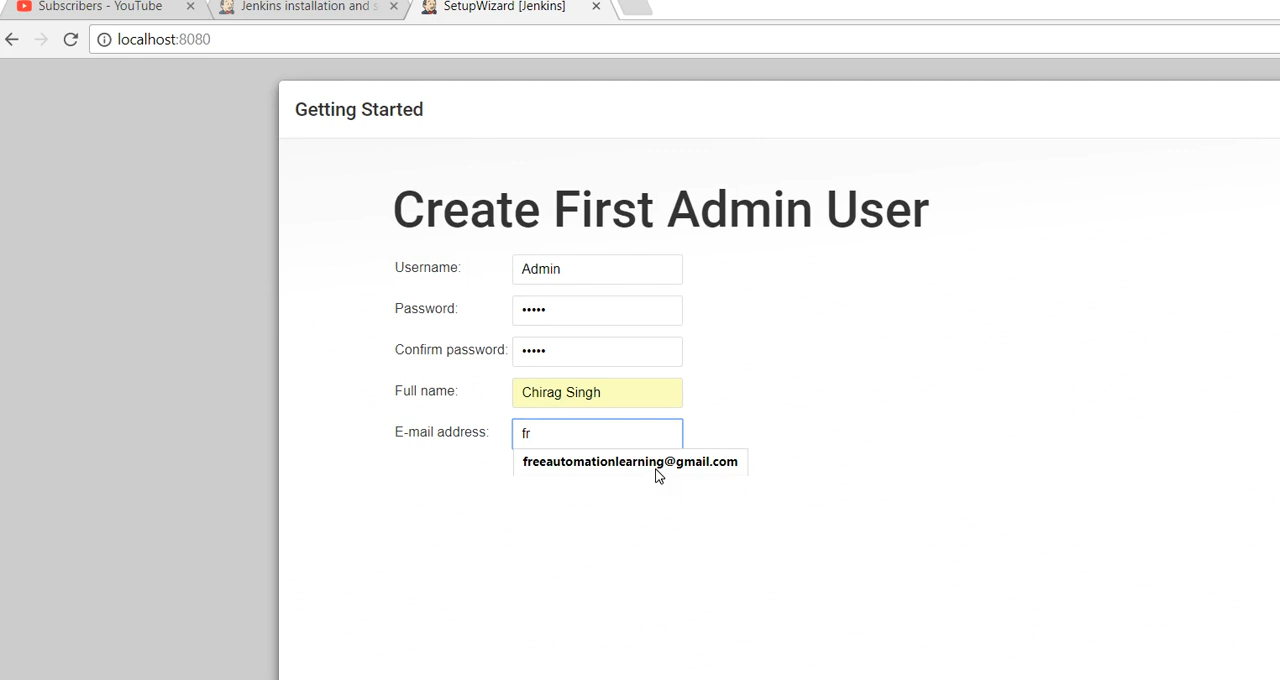 Subscribers - YouTube
Jenkins installation and s
SetupWizard [Jenkins]
localhost:8080
Getting Started
Create First Admin User
Username: Admin
Password: •••••
Confirm password: •••••
Full name: Chirag Singh
E-mail address: fr
freeautomationlearning@gmail.com